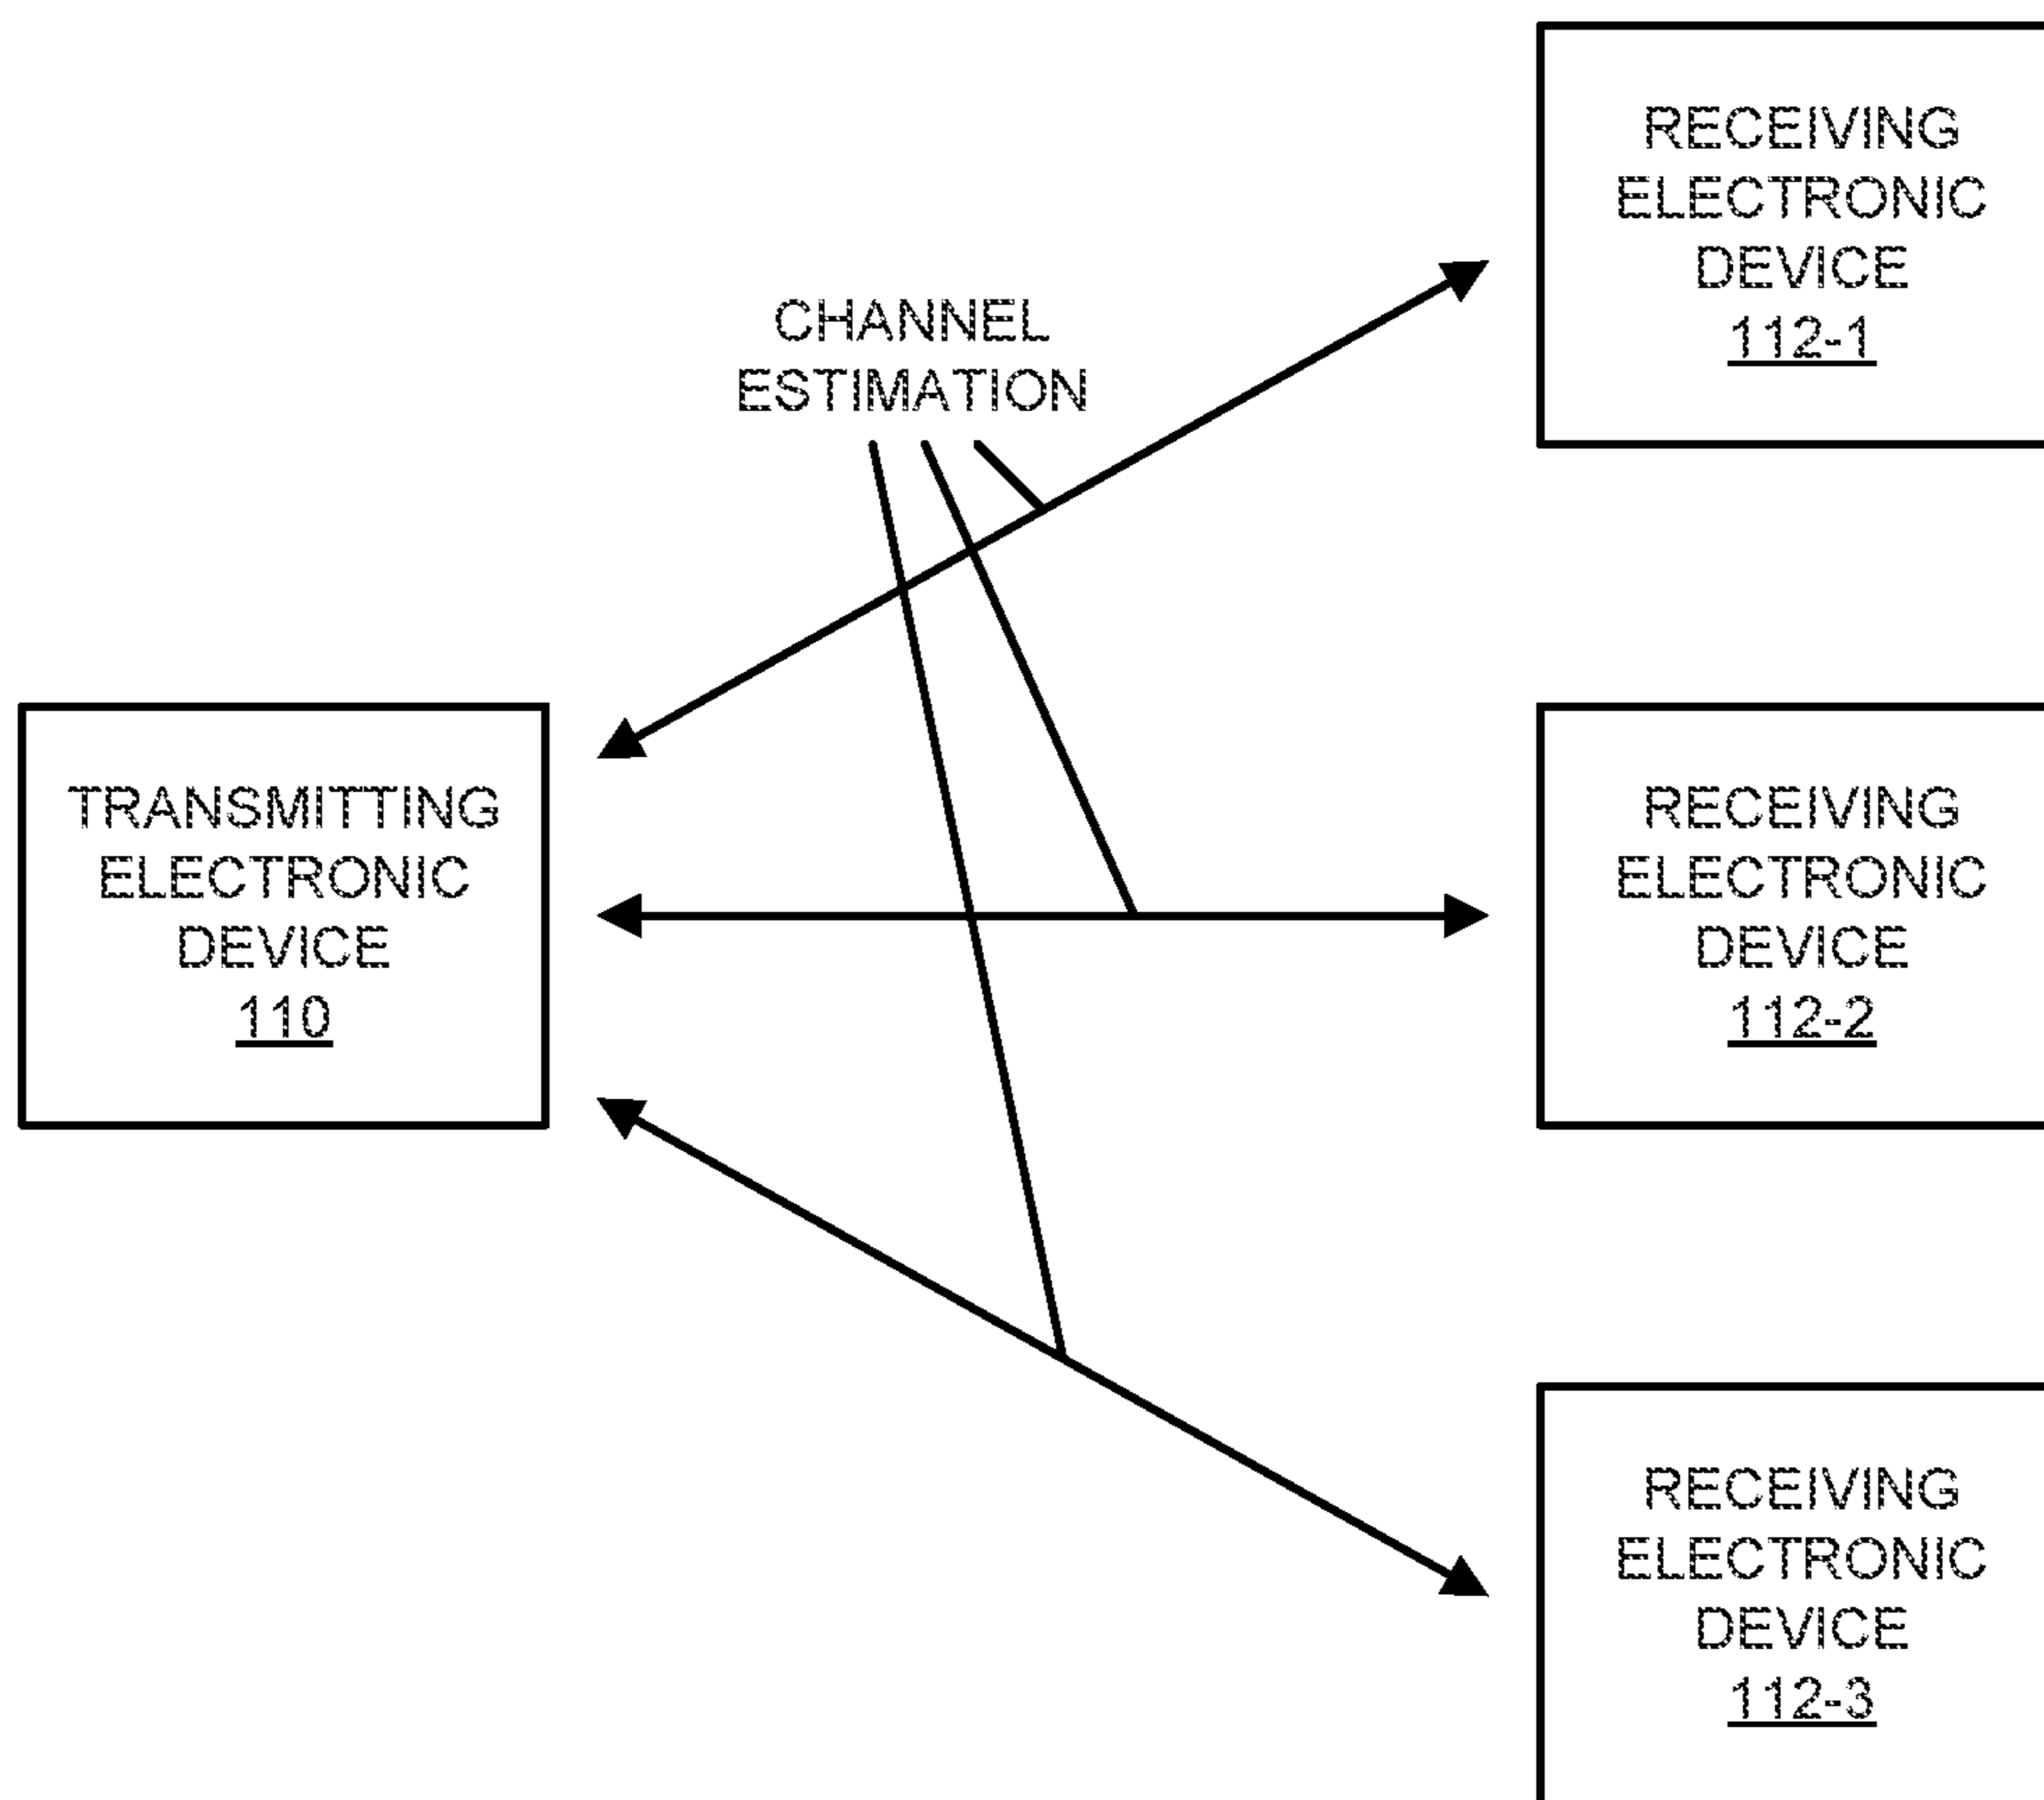 RECEIVING
ELECTRONIC
DEVICE
112-1
CHANNEL
ESTIMATION
TRANSMITTING
ELECTRONIC
DEVICE
110
RECEIVING
ELECTRONIC
DEVICE
112-2
RECEIVING
ELECTRONIC
DEVICE
112-3